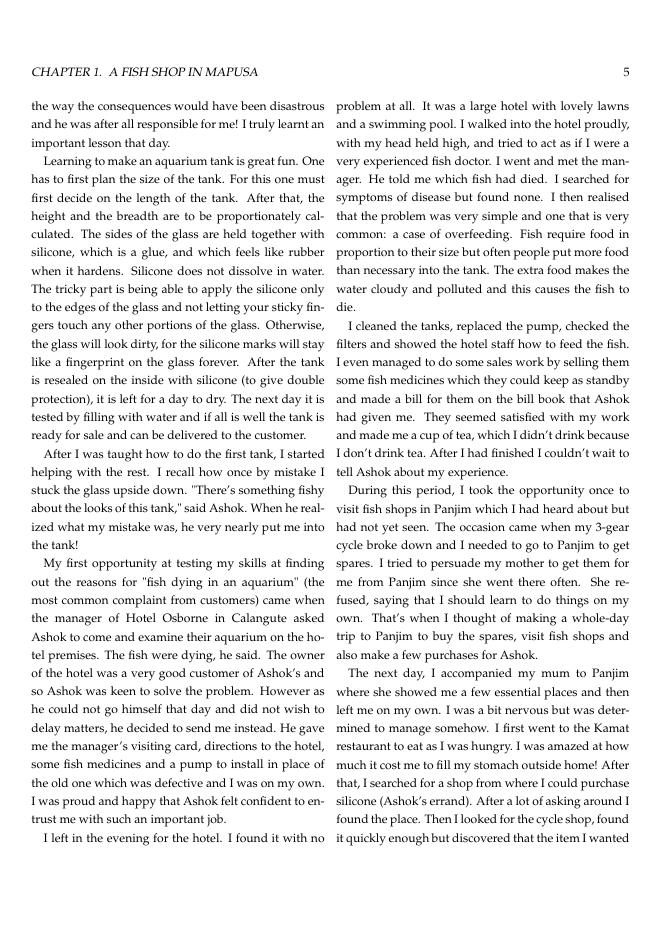 CHAPTER 1. A FISH SHOP IN MAPUSA 5
the way the consequences would have been disastrous
and he was after all responsible for me! I truly learnt an
important lesson that day.
Learning to make an aquarium tank is great fun. One
has to first plan the size of the tank. For this one must
first decide on the length of the tank. After that, the
height and the breadth are to be proportionately cal-
culated. The sides of the glass are held together with
silicone, which is a glue, and which feels like rubber
when it hardens. Silicone does not dissolve in water.
The tricky part is being able to apply the silicone only
to the edges of the glass and not letting your sticky fin-
gers touch any other portions of the glass. Otherwise,
the glass will look dirty, for the silicone marks will stay
like a fingerprint on the glass forever. After the tank
is resealed on the inside with silicone (to give double
protection), it is left for a day to dry. The next day it is
tested by filling with water and if all is well the tank is
ready for sale and can be delivered to the customer.
After I was taught how to do the first tank, I started
helping with the rest. I recall how once by mistake I
stuck the glass upside down. "There's something fishy
about the looks of this tank," said Ashok. When he real-
ized what my mistake was, he very nearly put me into
the tank!
My first opportunity at testing my skills at finding
out the reasons for "fish dying in an aquarium" (the
most common complaint from customers) came when
the manager of Hotel Osborne in Calangute asked
Ashok to come and examine their aquarium on the ho-
tel premises. The fish were dying, he said. The owner
of the hotel was a very good customer of Ashok's and
so Ashok was keen to solve the problem. However as
he could not go himself that day and did not wish to
delay matters, he decided to send me instead. He gave
me the manager's visiting card, directions to the hotel,
some fish medicines and a pump to install in place of
the old one which was defective and I was on my own.
I was proud and happy that Ashok felt confident to en-
trust me with such an important job.
I left in the evening for the hotel. I found it with no
problem at all. It was a large hotel with lovely lawns
and a swimming pool. I walked into the hotel proudly,
with my head held high, and tried to act as if I were a
very experienced fish doctor. I went and met the man-
ager. He told me which fish had died. I searched for
symptoms of disease but found none. I then realised
that the problem was very simple and one that is very
common: a case of overfeeding. Fish require food in
proportion to their size but often people put more food
than necessary into the tank. The extra food makes the
water cloudy and polluted and this causes the fish to
die.
I cleaned the tanks, replaced the pump, checked the
filters and showed the hotel staff how to feed the fish.
I even managed to do some sales work by selling them
some fish medicines which they could keep as standby
and made a bill for them on the bill book that Ashok
had given me. They seemed satisfied with my work
and made me a cup of tea, which I didn't drink because
I don't drink tea. After I had finished I couldn't wait to
tell Ashok about my experience.
During this period, I took the opportunity once to
visit fish shops in Panjim which I had heard about but
had not yet seen. The occasion came when my 3-gear
cycle broke down and I needed to go to Panjim to get
spares. I tried to persuade my mother to get them for
me from Panjim since she went there often. She re-
fused, saying that I should learn to do things on my
own. That's when I thought of making a whole-day
trip to Panjim to buy the spares, visit fish shops and
also make a few purchases for Ashok.
The next day, I accompanied my mum to Panjim
where she showed me a few essential places and then
left me on my own. I was a bit nervous but was deter-
mined to manage somehow. I first went to the Kamat
restaurant to eat as I was hungry. I was amazed at how
much it cost me to fill my stomach outside home! After
that, I searched for a shop from where I could purchase
silicone (Ashok's errand). After a lot of asking around I
found the place. Then I looked for the cycle shop, found
it quickly enough but discovered that the item I wanted